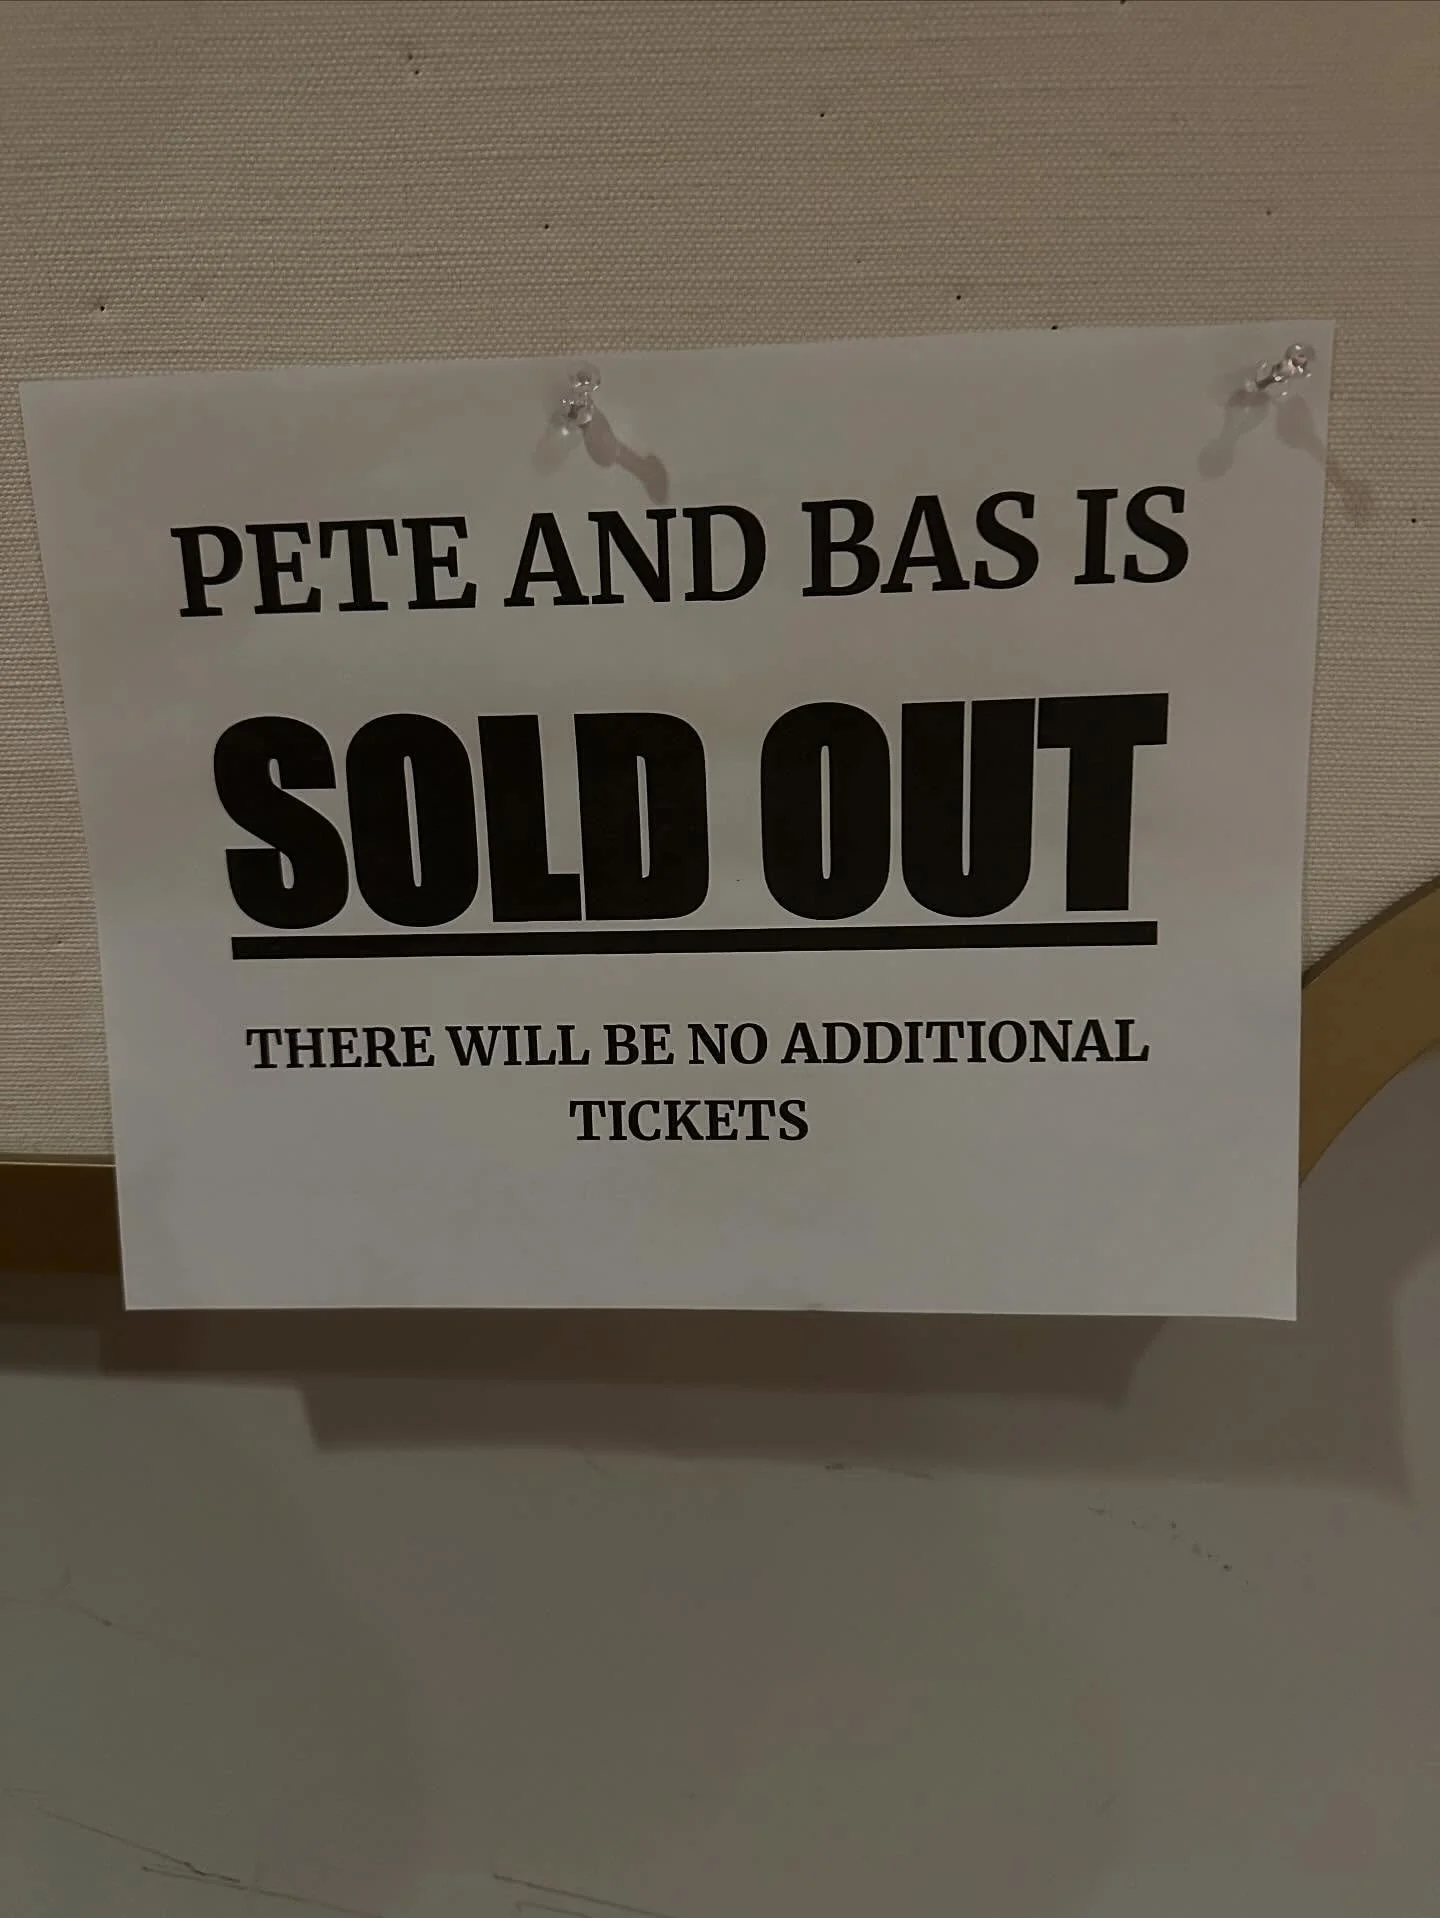 PETE AND BAS IS
SOLD OUT
THERE WILL BE NO ADDITIONAL
TICKETS